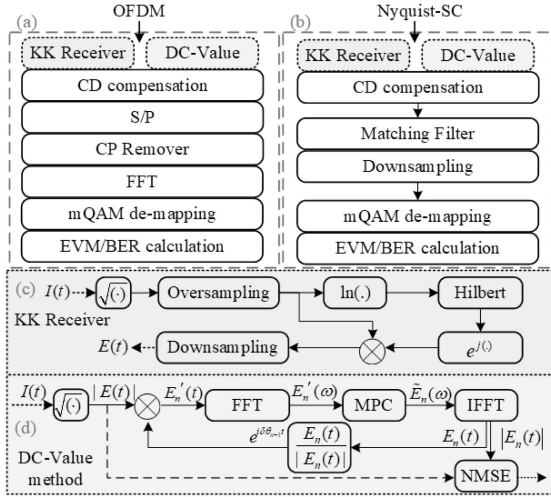 (a)
OFDM
KK Receiver
DC-Value
CD compensation
S/P
CP Remover
FFT
mQAM de-mapping
EVM/BER calculation
(b)
Nyquist-SC
KK Receiver
DC-Value
CD compensation
Matching Filter
Downsampling
mQAM de-mapping
EVM/BER calculation
(c)
I(t)
√(·)
Oversampling
ln(.)
Hilbert
KK Receiver
E(t)
Downsampling
⊗
e^{j(.)}
I(t)
√(·)
|E(t)|
⊗
E_n'(t)
FFT
E_n'(ω)
MPC
Ẽ_n(ω)
IFFT
(d)
DC-Value
method
E_n(t)
|E_n(t)|
E_n(t)
|E_n(t)|
NMSE